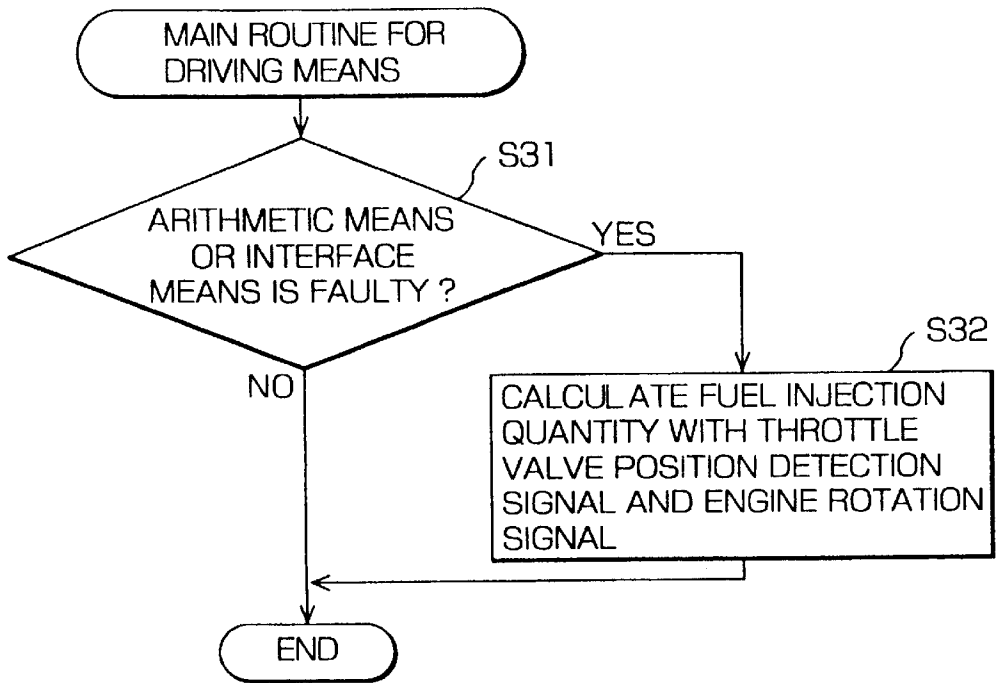 MAIN ROUTINE FOR
DRIVING MEANS
S31
ARITHMETIC MEANS
OR INTERFACE
MEANS IS FAULTY ?
YES
NO
S32
CALCULATE FUEL INJECTION
QUANTITY WITH THROTTLE
VALVE POSITION DETECTION
SIGNAL AND ENGINE ROTATION
SIGNAL
END